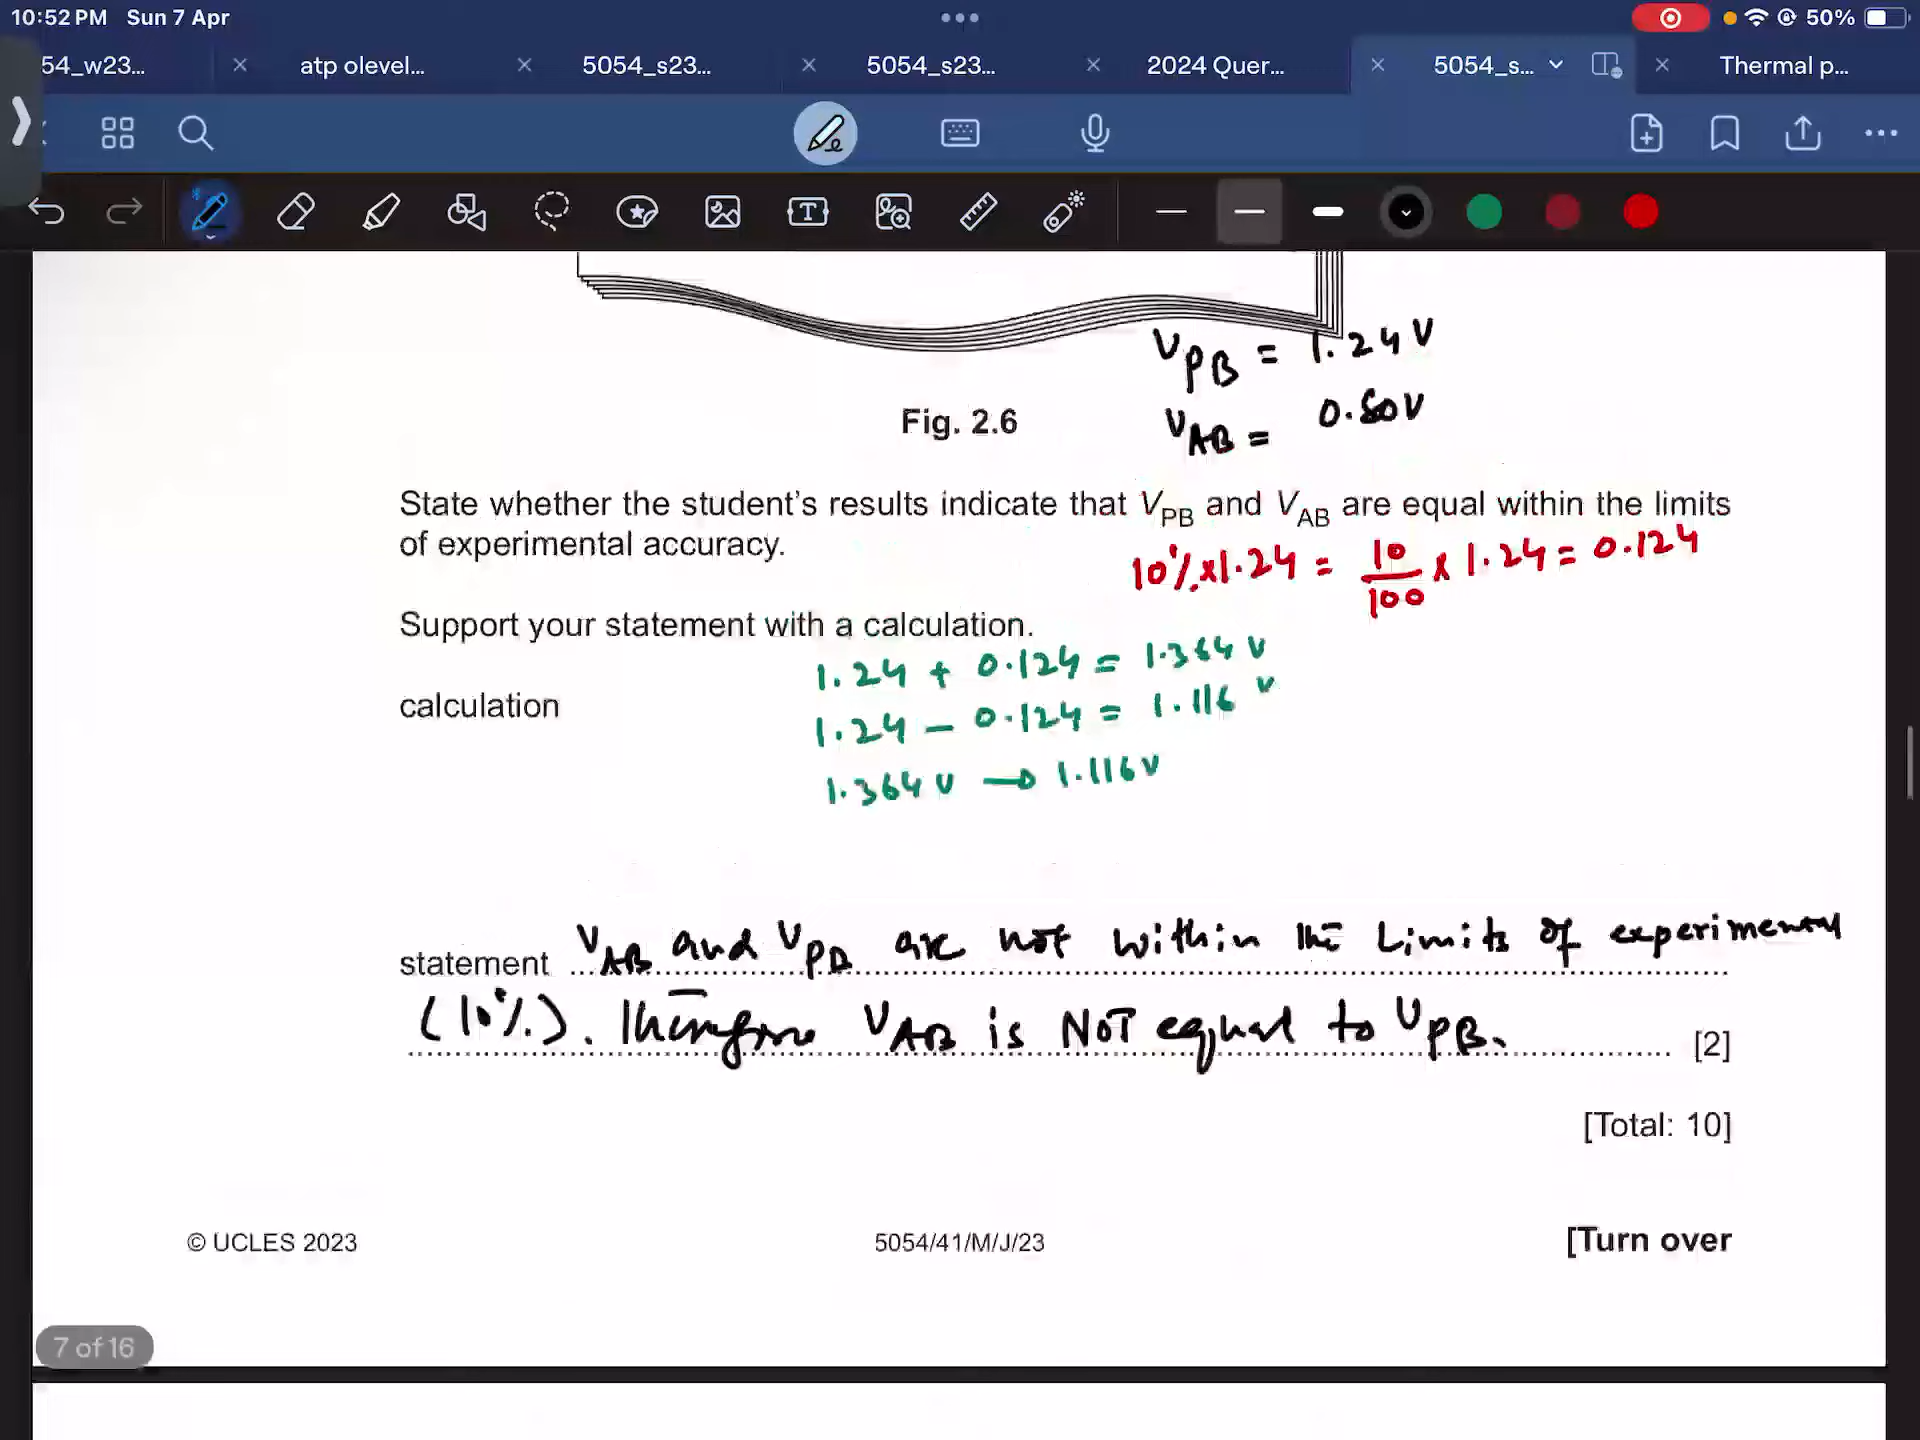 10:52 PM Sun 7 Apr
50%
54_w23...
atp olevel...
5054_s23...
5054_s23...
2024 Quer...
5054_s...
Thermal p...
V_PB = 1.24 V
Fig. 2.6
V_AB = 0.80V
State whether the student's results indicate that V_PB and V_AB are equal within the limits
of experimental accuracy.
10% x 1.24 = 10/100 x 1.24 = 0.124
Support your statement with a calculation.
1.24 + 0.124 = 1.364 V
calculation
1.24 − 0.124 = 1.116 V
1.364 V → 1.116 V
statement V_AB and V_PB are not within the Limits of experimental
(10%). Therefore V_AB is NOT equal to V_PB. [2]
[Total: 10]
© UCLES 2023
5054/41/M/J/23
[Turn over
7 of 16